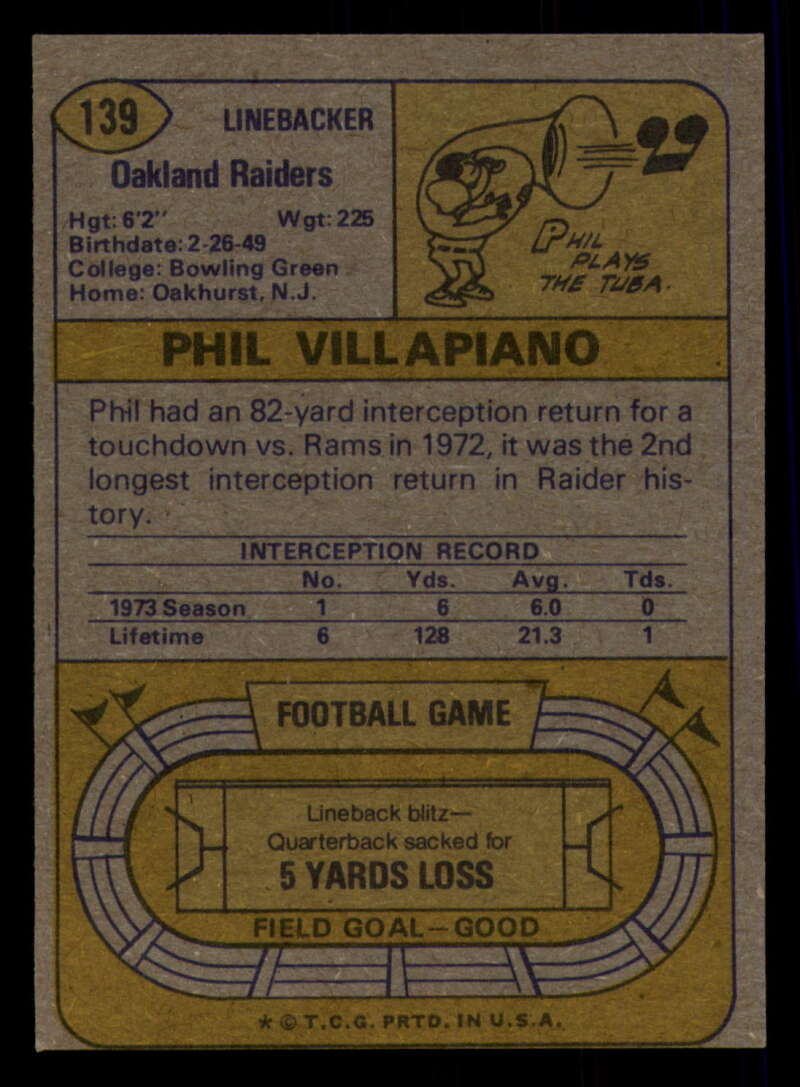 139
LINEBACKER
Oakland Raiders
Hgt: 6'2" Wgt: 225
Birthdate: 2-26-49
College: Bowling Green
Home: Oakhurst, N.J.
PHIL
PLAYS
THE TUBA.
PHIL VILLAPIANO
Phil had an 82-yard interception return for a
touchdown vs. Rams in 1972, it was the 2nd
longest interception return in Raider his-
tory.
INTERCEPTION RECORD
No. Yds. Avg. Tds.
1973 Season 1 6 6.0 0
Lifetime 6 128 21.3 1
FOOTBALL GAME
Lineback blitz—
Quarterback sacked for
5 YARDS LOSS
FIELD GOAL—GOOD
* © T.C.G. PRTD. IN U.S.A.